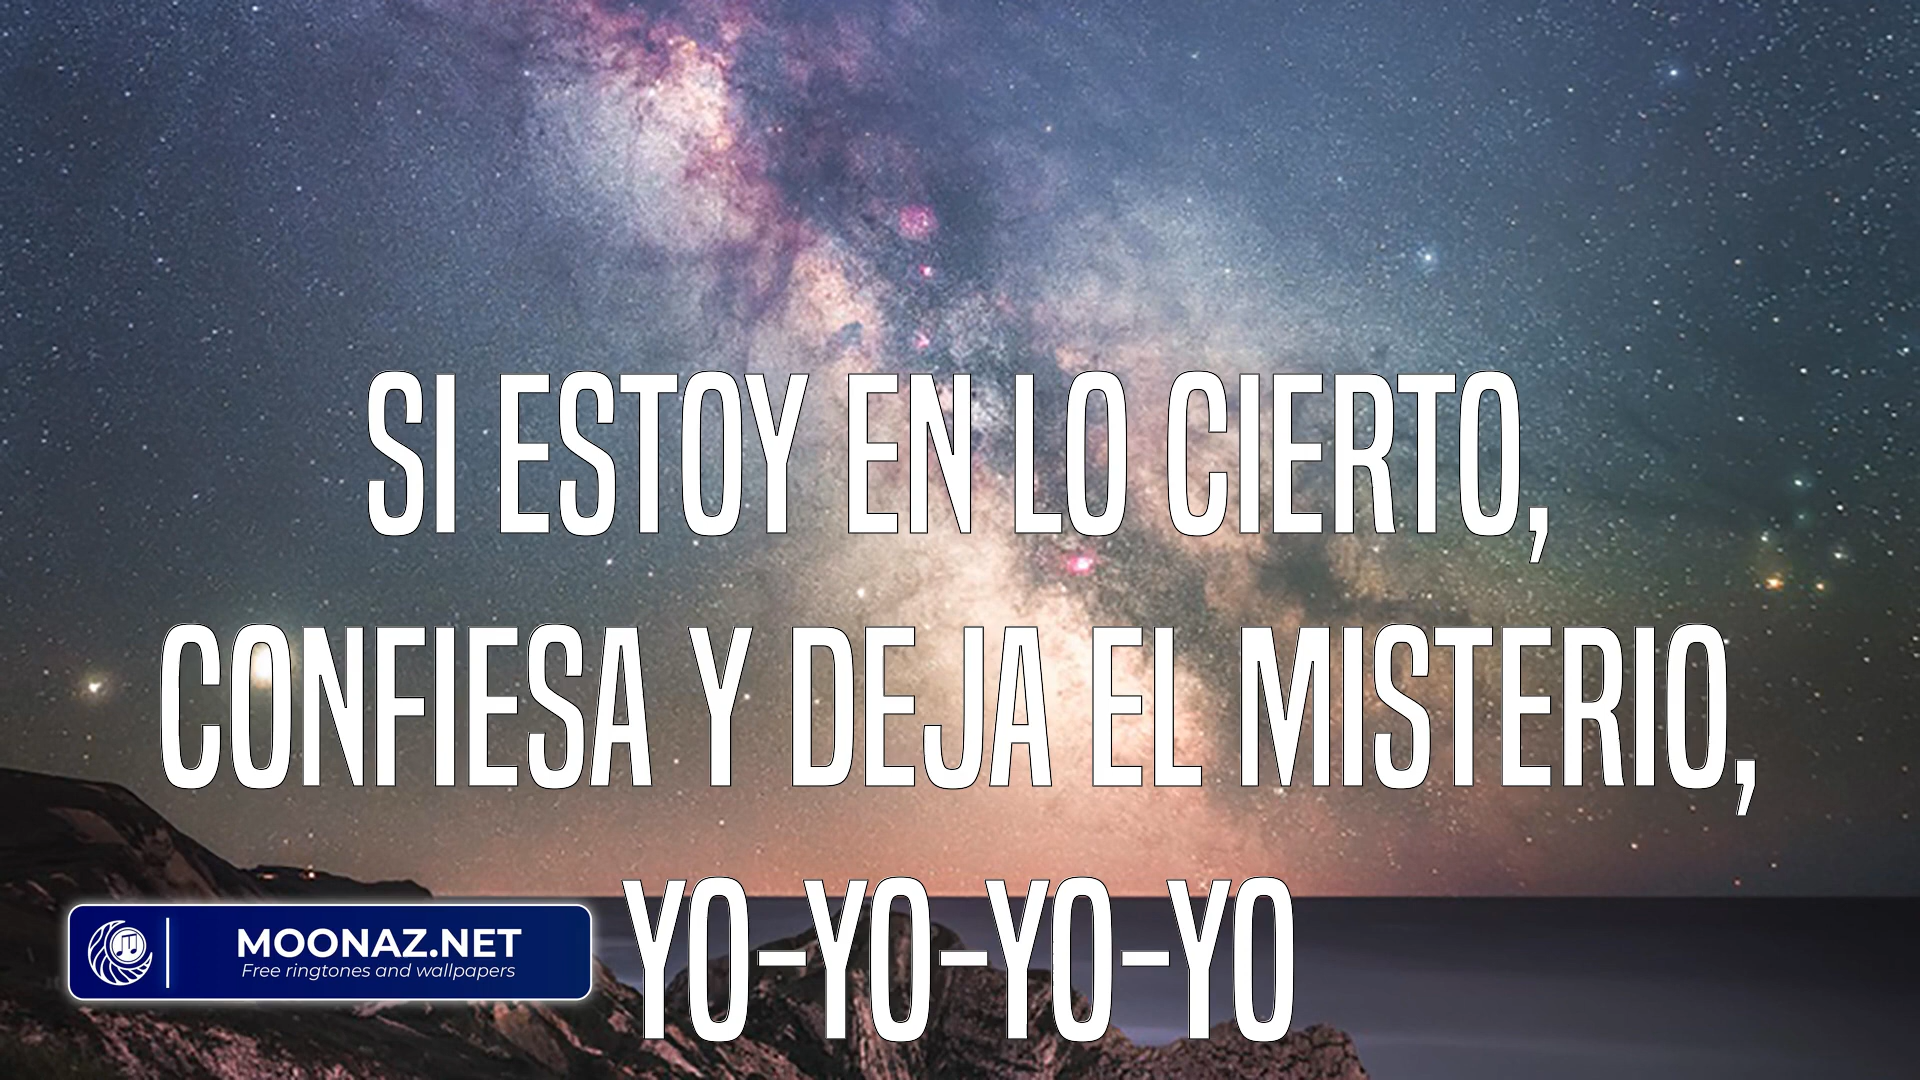 SI ESTOY EN LO CIERTO,
CONFIESA Y DEJA EL MISTERIO,
YO-YO-YO-YO
MOONAZ.NET
Free ringtones and wallpapers